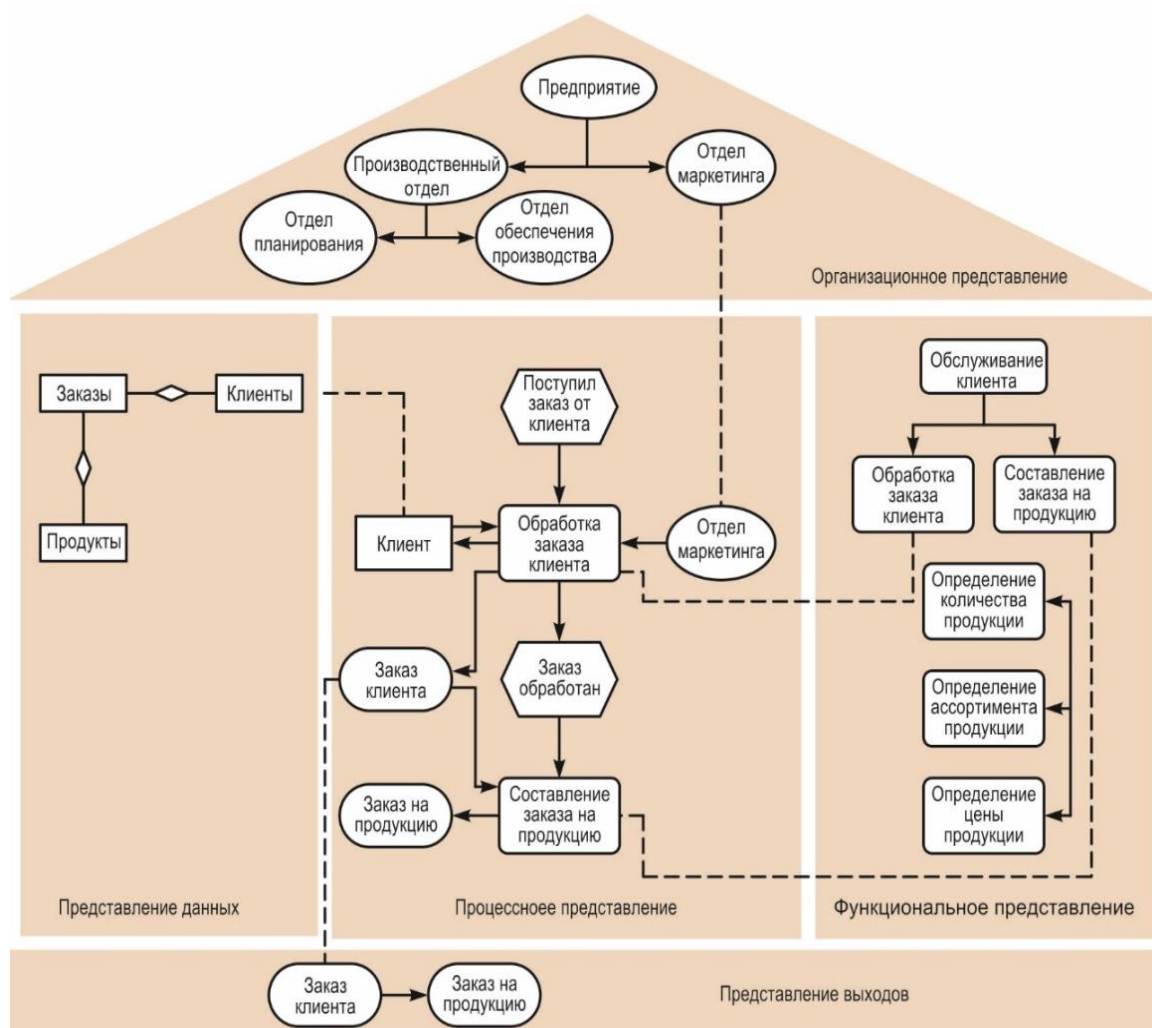 Предприятие
Производственный
отдел
Отдел
маркетинга
Отдел
планирования
Отдел
обеспечения
производства
Организационное представление
Заказы
Клиенты
Продукты
Представление данных
Поступил
заказ от
клиента
Клиент
Обработка
заказа
клиента
Отдел
маркетинга
Заказ
клиента
Заказ
обработан
Заказ на
продукцию
Составление
заказа на
продукцию
Процессноее представление
Обслуживание
клиента
Обработка
заказа
клиента
Составление
заказа на
продукцию
Определение
количества
продукции
Определение
ассортимента
продукции
Определение
цены
продукции
Функциональное представление
Заказ
клиента
Заказ на
продукцию
Представление выходов